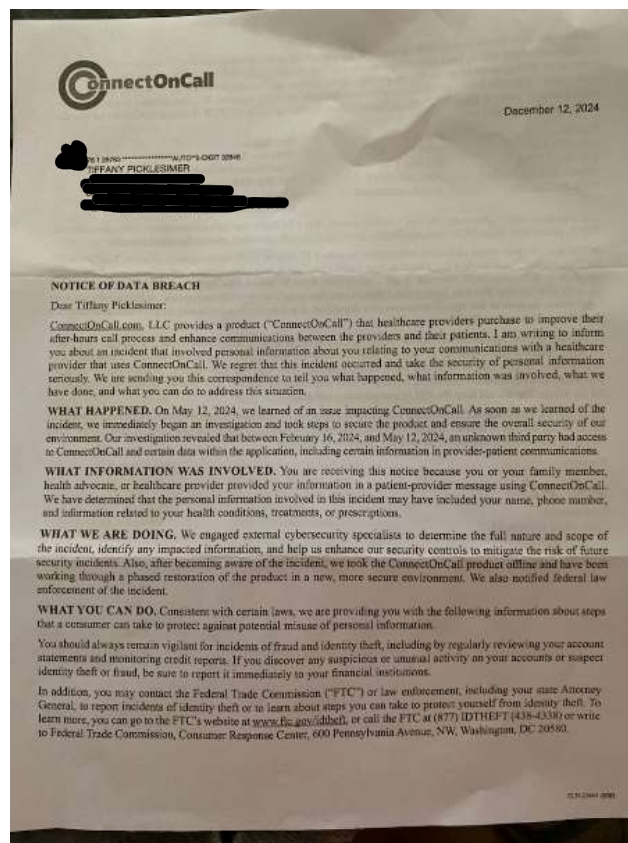 ConnectOnCall
December 12, 2024
TIFFANY PICKLESIMER
NOTICE OF DATA BREACH
Dear Tiffany Picklesimer:
ConnectOnCall.com, LLC provides a product ("ConnectOnCall") that healthcare providers purchase to improve their
after-hours call process and enhance communications between the providers and their patients. I am writing to inform
you about an incident that involved personal information about you relating to your communications with a healthcare
provider that uses ConnectOnCall. We regret that this incident occurred and take the security of personal information
seriously. We are sending you this correspondence to tell you what happened, what information was involved, what we
have done, and what you can do to address this situation.
WHAT HAPPENED. On May 12, 2024, we learned of an issue impacting ConnectOnCall. As soon as we learned of the
incident, we immediately began an investigation and took steps to secure the product and ensure the overall security of our
environment. Our investigation revealed that between February 16, 2024, and May 12, 2024, an unknown third party had access
to ConnectOnCall and certain data within the application, including certain information in provider-patient communications.
WHAT INFORMATION WAS INVOLVED. You are receiving this notice because you or your family member,
health advocate, or healthcare provider provided your information in a patient-provider message using ConnectOnCall.
We have determined that the personal information involved in this incident may have included your name, phone number,
and information related to your health conditions, treatments, or prescriptions.
WHAT WE ARE DOING. We engaged external cybersecurity specialists to determine the full nature and scope of
the incident, identify any impacted information, and help us enhance our security controls to mitigate the risk of future
security incidents. Also, after becoming aware of the incident, we took the ConnectOnCall product offline and have been
working through a phased restoration of the product in a new, more secure environment. We also notified federal law
enforcement of the incident.
WHAT YOU CAN DO. Consistent with certain laws, we are providing you with the following information about steps
that a consumer can take to protect against potential misuse of personal information.
You should always remain vigilant for incidents of fraud and identity theft, including by regularly reviewing your account
statements and monitoring credit reports. If you discover any suspicious or unusual activity on your accounts or suspect
identity theft or fraud, be sure to report it immediately to your financial institutions.
In addition, you may contact the Federal Trade Commission ("FTC") or law enforcement, including your state Attorney
General, to report incidents of identity theft or to learn about steps you can take to protect yourself from identity theft. To
learn more, you can go to the FTC's website at www.ftc.gov/idtheft, or call the FTC at (877) IDTHEFT (438-4338) or write
to Federal Trade Commission, Consumer Response Center, 600 Pennsylvania Avenue, NW, Washington, DC 20580.